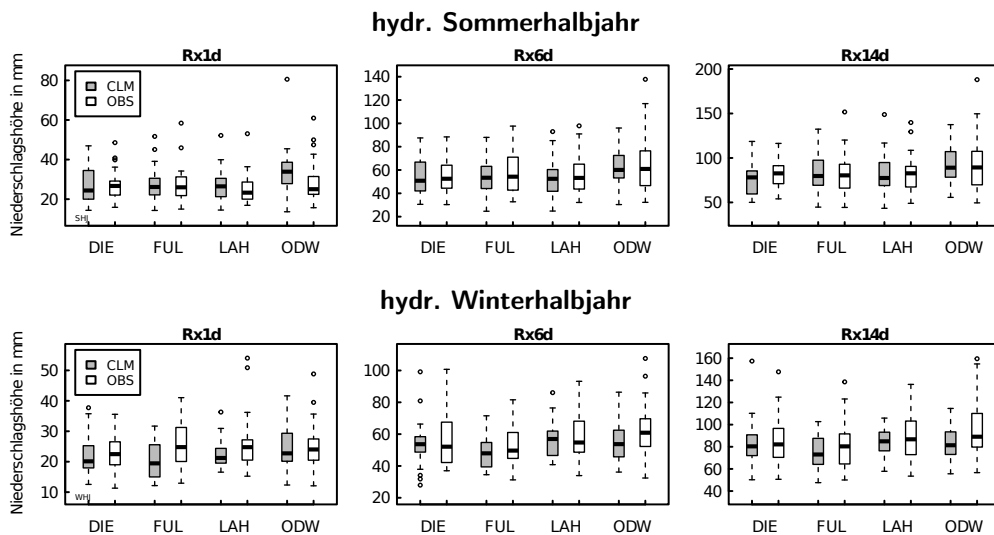 hydr. Sommerhalbjahr
Rx1d
Rx6d
Rx14d
Niederschlagshöhe in mm
80
60
40
20
CLM
OBS
SHJ
DIE FUL LAH ODW
140
120
100
80
60
40
20
DIE FUL LAH ODW
200
150
100
50
DIE FUL LAH ODW
hydr. Winterhalbjahr
Rx1d
Rx6d
Rx14d
Niederschlagshöhe in mm
50
40
30
20
10
CLM
OBS
WHJ
DIE FUL LAH ODW
100
80
60
40
20
DIE FUL LAH ODW
160
140
120
100
80
60
40
DIE FUL LAH ODW